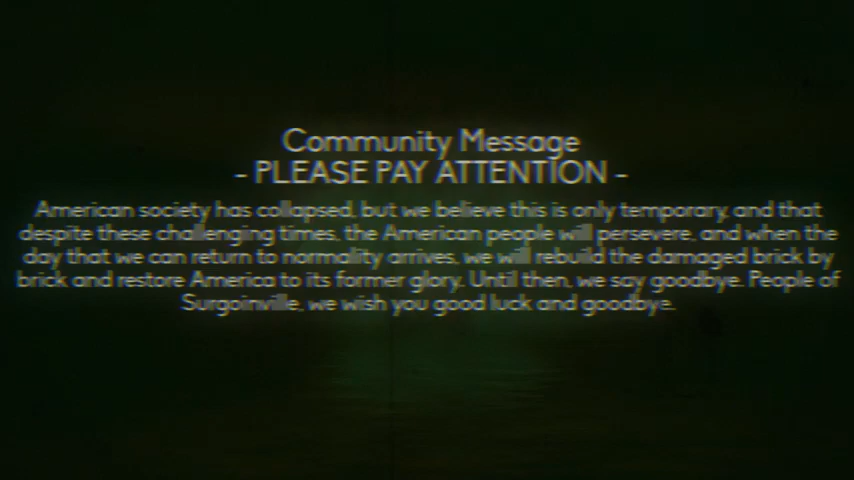 Community Message
- PLEASE PAY ATTENTION -
American society has collapsed, but we believe this is only temporary, and that
despite these challenging times, the American people will persevere, and when the
day that we can return to normality arrives, we will rebuild the damaged brick by
brick and restore America to its former glory. Until then, we say goodbye. People of
Surgoinville, we wish you good luck and goodbye.